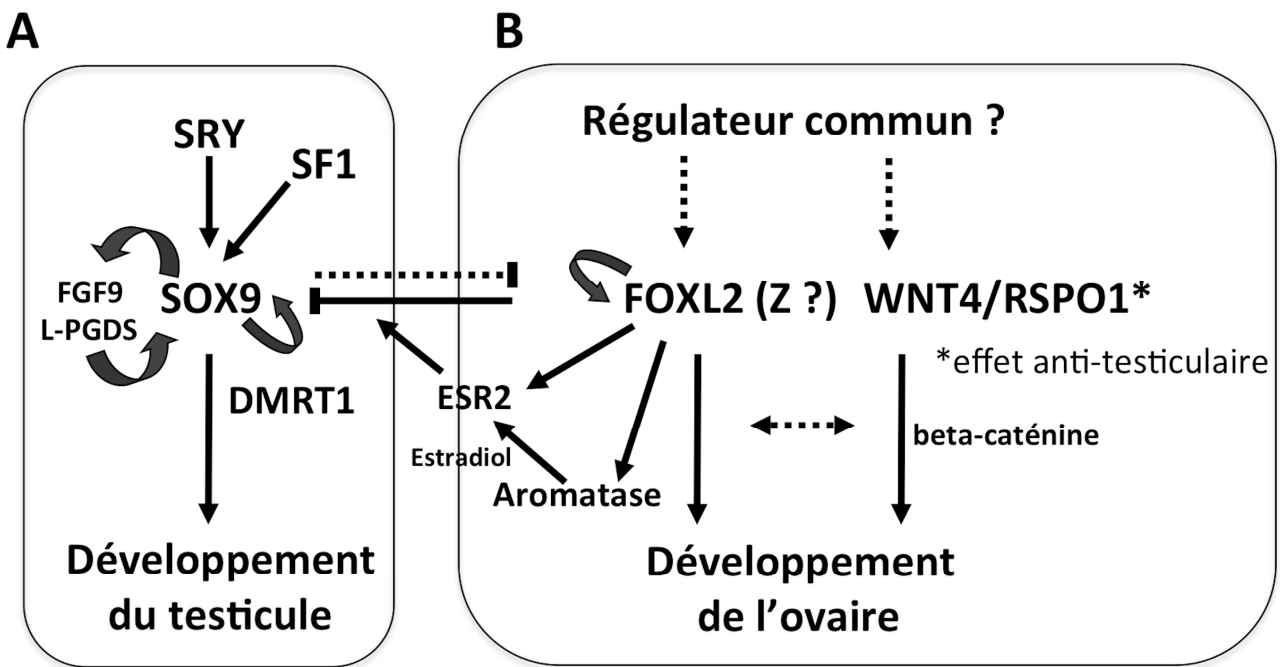 A
SRY
SF1
FGF9
L-PGDS
SOX9
DMRT1
Développement
du testicule
B
Régulateur commun ?
FOXL2 (Z ?)
WNT4/RSPO1*
*effet anti-testiculaire
ESR2
Estradiol
Aromatase
beta-caténine
Développement
de l’ovaire